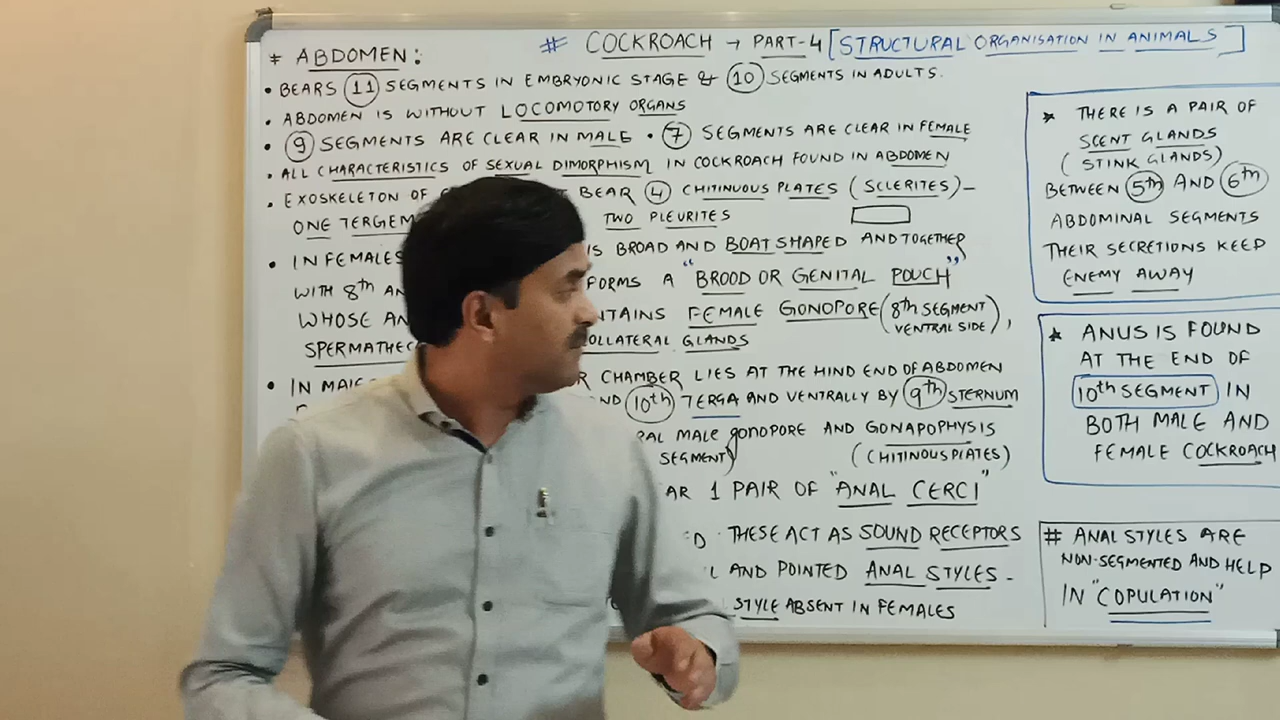 # COCKROACH → PART-4 [STRUCTURAL ORGANISATION IN ANIMALS]
* ABDOMEN:
• BEARS 11 SEGMENTS IN EMBRYONIC STAGE & 10 SEGMENTS IN ADULTS.
• ABDOMEN IS WITHOUT LOCOMOTORY ORGANS
• 9 SEGMENTS ARE CLEAR IN MALE • 7 SEGMENTS ARE CLEAR IN FEMALE
• ALL CHARACTERISTICS OF SEXUAL DIMORPHISM IN COCKROACH FOUND IN ABDOMEN
• EXOSKELETON OF BEAR 4 CHITINUOUS PLATES (SCLERITES) –
ONE TWO PLEURITES
• IN FEMALES IS BROAD AND BOAT SHAPED AND TOGETHER
WITH 8th FORMS A "BROOD OR GENITAL POUCH"
WHOSE FEMALE GONOPORE (8th SEGMENT
VENTRAL SIDE),
GLANDS
• IN CHAMBER LIES AT THE HIND END OF ABDOMEN
10th TERGA AND VENTRALLY BY 9th STERNUM
MALE gONOPORE AND GONAPOPHYSIS
SEGMENT) (CHITINOUS PLATES)
1 PAIR OF "ANAL CERCI"
THESE ACT AS SOUND RECEPTORS
AND POINTED ANAL STYLES –
STYLE ABSENT IN FEMALES
* THERE IS A PAIR OF
SCENT GLANDS
(STINK GLANDS)
BETWEEN 5th AND 6th
ABDOMINAL SEGMENTS
THEIR SECRETIONS KEEP
ENEMY AWAY
* ANUS IS FOUND
AT THE END OF
10th SEGMENT IN
BOTH MALE AND
FEMALE COCKROACH
# ANAL STYLES ARE
NON-SEGMENTED AND HELP
IN "COPULATION"